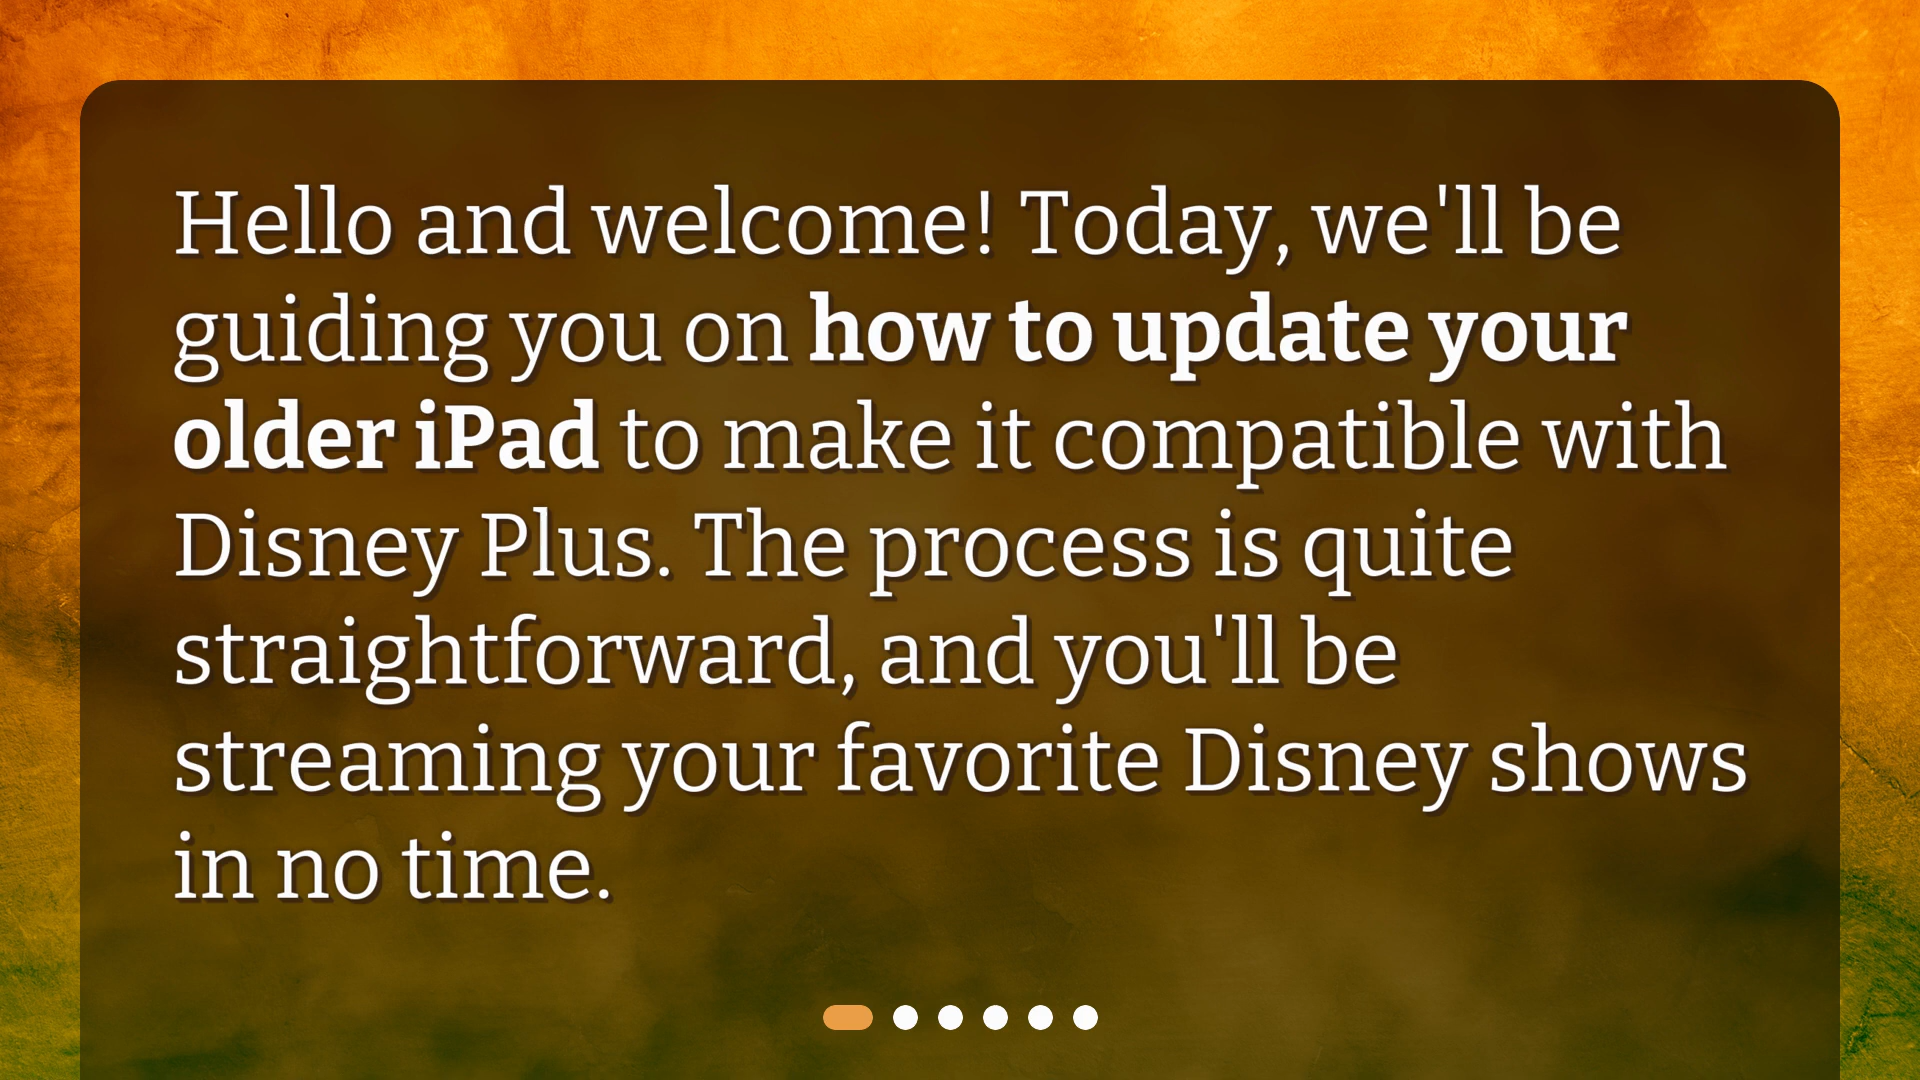 Hello and welcome! Today, we'll be
guiding you on how to update your
older iPad to make it compatible with
Disney Plus. The process is quite
straightforward, and you'll be
streaming your favorite Disney shows
in no time.